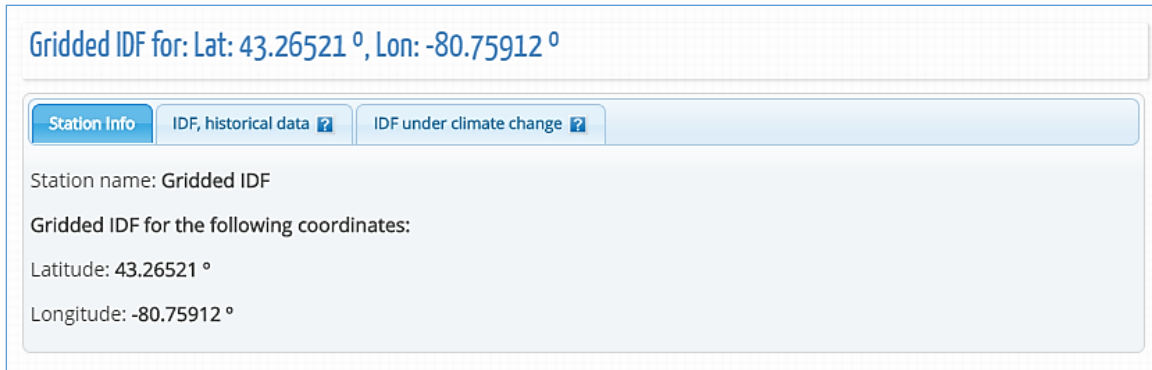 Gridded IDF for: Lat: 43.26521 º, Lon: -80.75912 º
Station Info IDF, historical data ? IDF under climate change ?
Station name: Gridded IDF
Gridded IDF for the following coordinates:
Latitude: 43.26521 º
Longitude: -80.75912 º